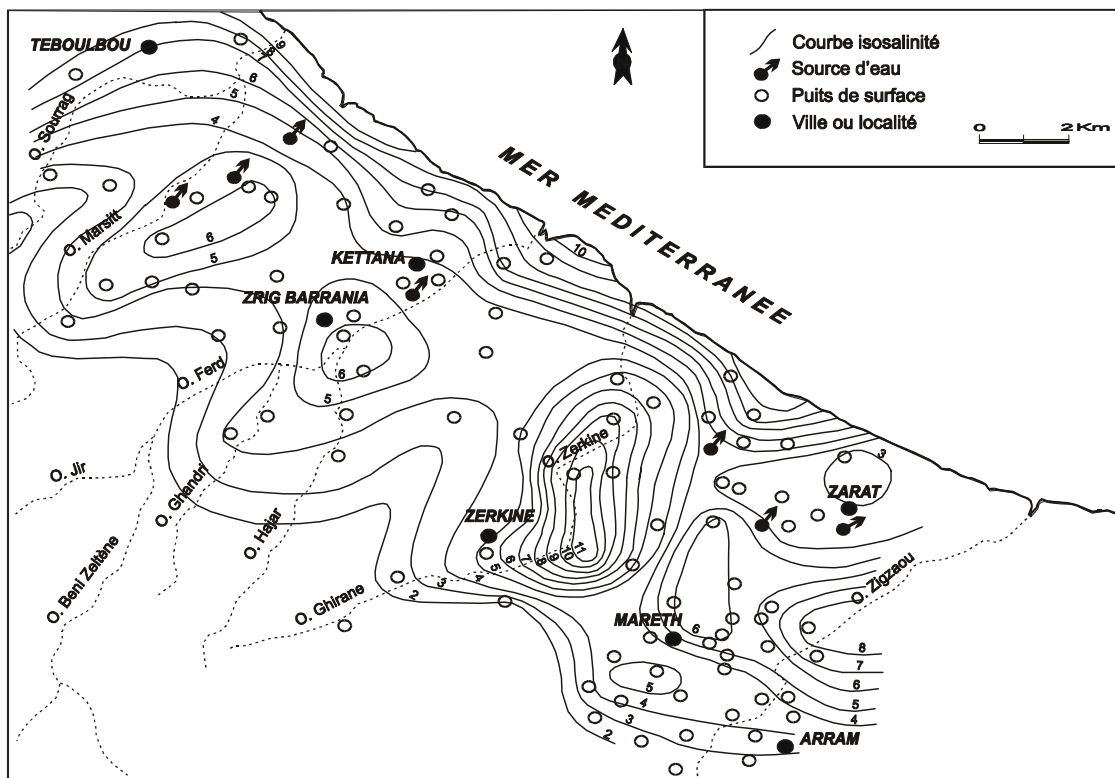 Courbe isosalinité
Source d'eau
Puits de surface
Ville ou localité
0 2 Km
MER MEDITERRANEE
TEBOULBOU
8
9
6
5
4
O. Sourrag
O. Marsitt
6
5
KETTANA
10
ZRIG BARRANIA
6
5
O. Ferd
O. Jir
O. Ghandri
O. Hajar
O. Beni Zeltène
O. Zerkine
ZERKINE
5
6
7
8
9
10
11
4
3
2
O. Ghirane
3
ZARAT
O. Zigzaou
MARETH
6
8
7
6
5
4
5
4
3
2
ARRAM